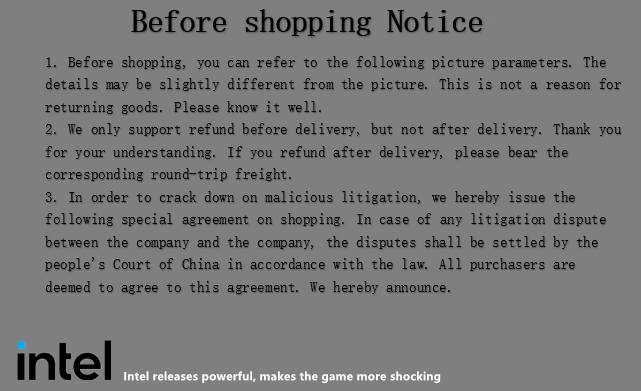 Before shopping Notice
1. Before shopping, you can refer to the following picture parameters. The
details may be slightly different from the picture. This is not a reason for
returning goods. Please know it well.
2. We only support refund before delivery, but not after delivery. Thank you
for your understanding. If you refund after delivery, please bear the
corresponding round-trip freight.
3. In order to crack down on malicious litigation, we hereby issue the
following special agreement on shopping. In case of any litigation dispute
between the company and the company, the disputes shall be settled by the
people's Court of China in accordance with the law. All purchasers are
deemed to agree to this agreement. We hereby announce.
intel Intel releases powerful, makes the game more shocking